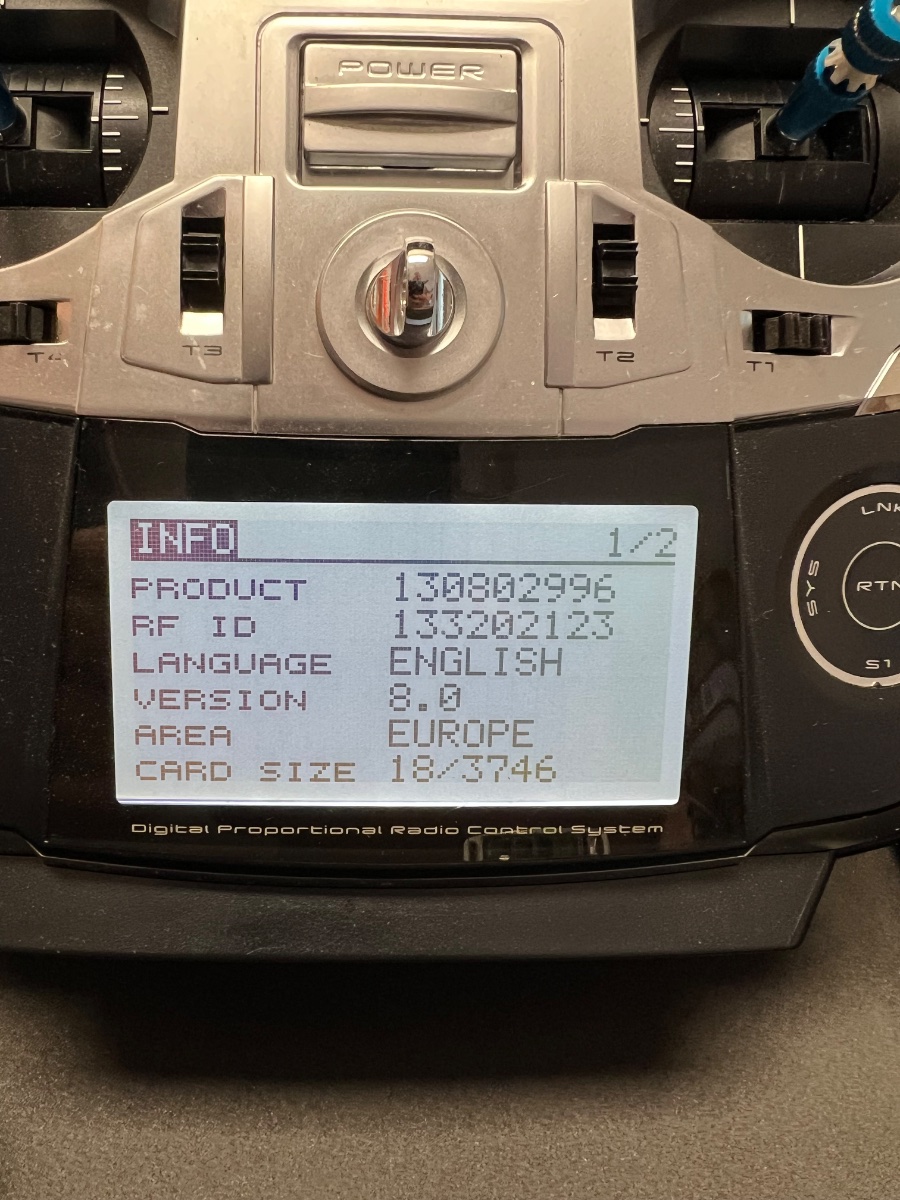 POWER
T4
T3
T2
T1
LNK
SYS
RTN
S1
INFO 1/2
PRODUCT 130802996
RF ID 133202123
LANGUAGE ENGLISH
VERSION 8.0
AREA EUROPE
CARD SIZE 18/3746
Digital Proportional Radio Control System